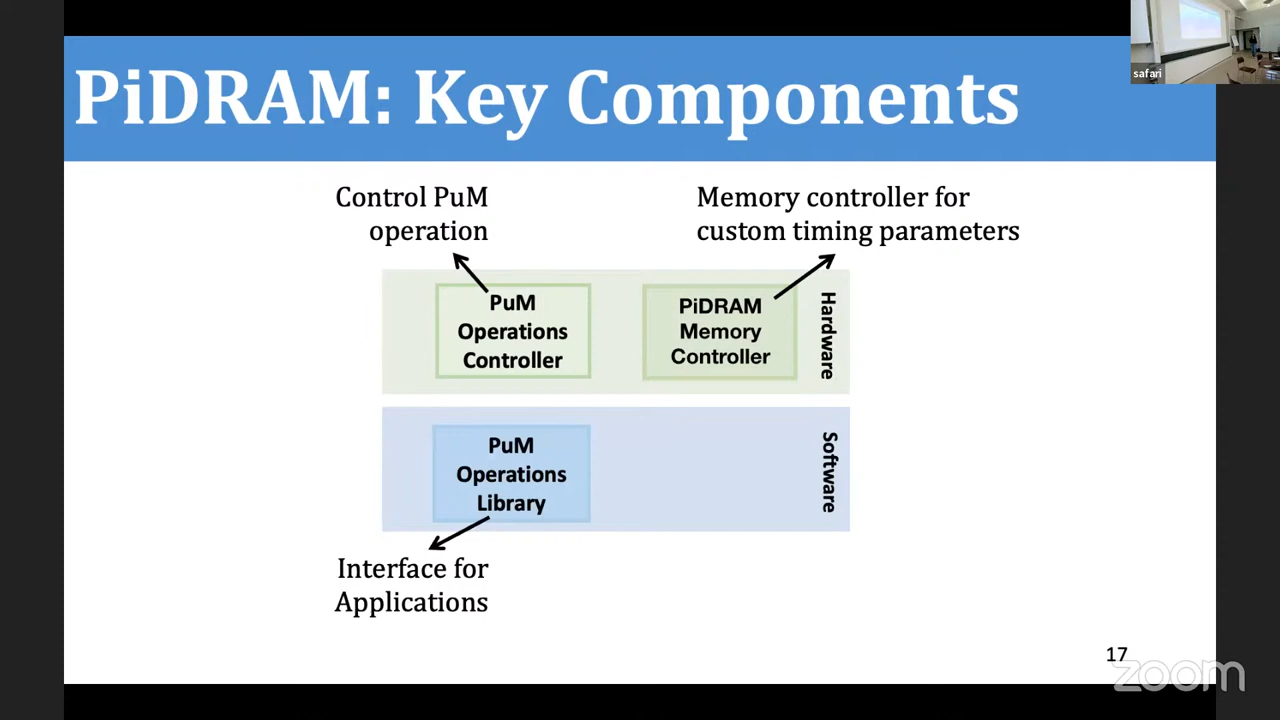 safari
PiDRAM: Key Components
Control PuM
operation
Memory controller for
custom timing parameters
PuM
Operations
Controller
PiDRAM
Memory
Controller
Hardware
PuM
Operations
Library
Software
Interface for
Applications
17
zoom